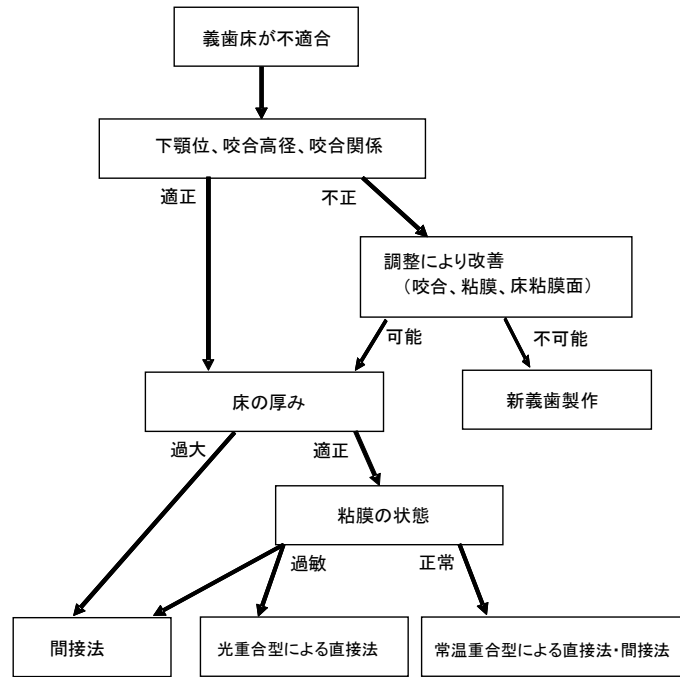 義歯床が不適合
下顎位、咬合高径、咬合関係
適正
不正
調整により改善
（咬合、粘膜、床粘膜面）
可能
不可能
床の厚み
新義歯製作
過大
適正
粘膜の状態
過敏
正常
間接法
光重合型による直接法
常温重合型による直接法・間接法